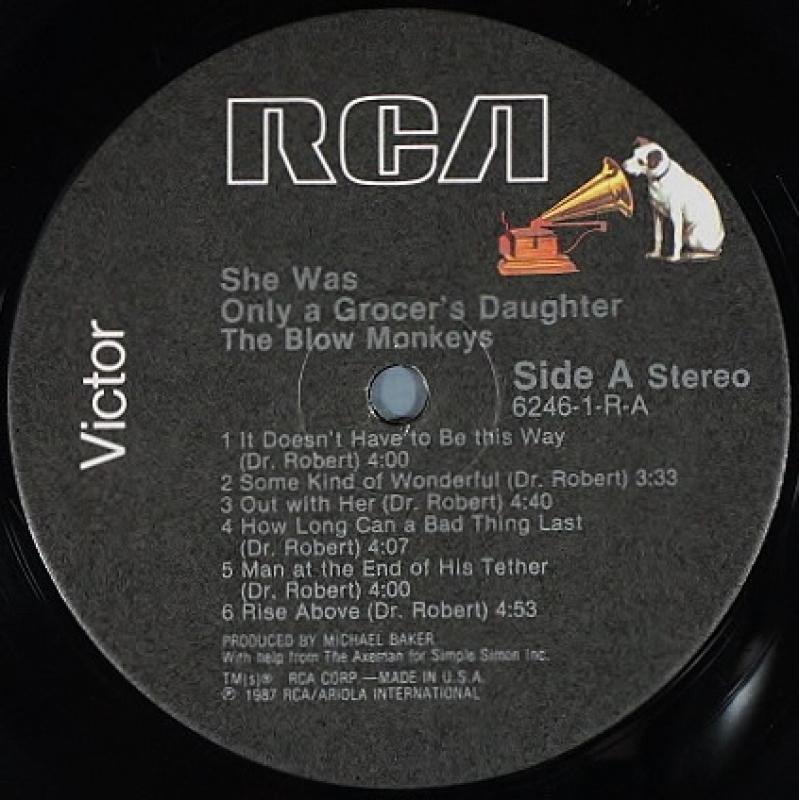 RCA
Victor
She Was
Only a Grocer's Daughter
The Blow Monkeys
Side A Stereo
6246-1-R-A
1 It Doesn't Have to Be this Way
(Dr. Robert) 4:00
2 Some Kind of Wonderful (Dr. Robert) 3:33
3 Out with Her (Dr. Robert) 4:40
4 How Long Can a Bad Thing Last
(Dr. Robert) 4:07
5 Man at the End of His Tether
(Dr. Robert) 4:00
6 Rise Above (Dr. Robert) 4:53
PRODUCED BY MICHAEL BAKER
With help from The Axeman for Simple Simon Inc.
TM(s)® RCA CORP.—MADE IN U.S.A.
℗ 1987 RCA/ARIOLA INTERNATIONAL